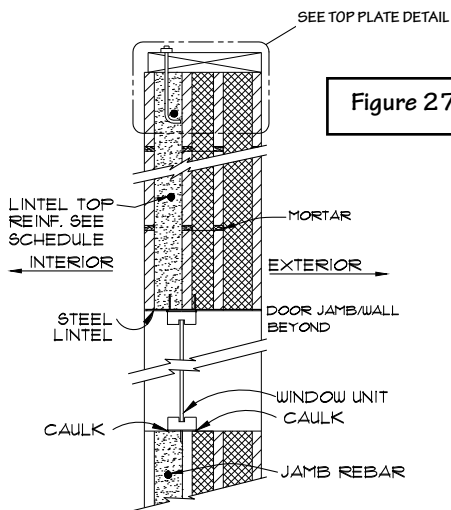 SEE TOP PLATE DETAIL
Figure 27
LINTEL TOP
REINF. SEE
SCHEDULE
MORTAR
INTERIOR
EXTERIOR
STEEL
LINTEL
DOOR JAMB/WALL
BEYOND
WINDOW UNIT
CAULK
CAULK
JAMB REBAR